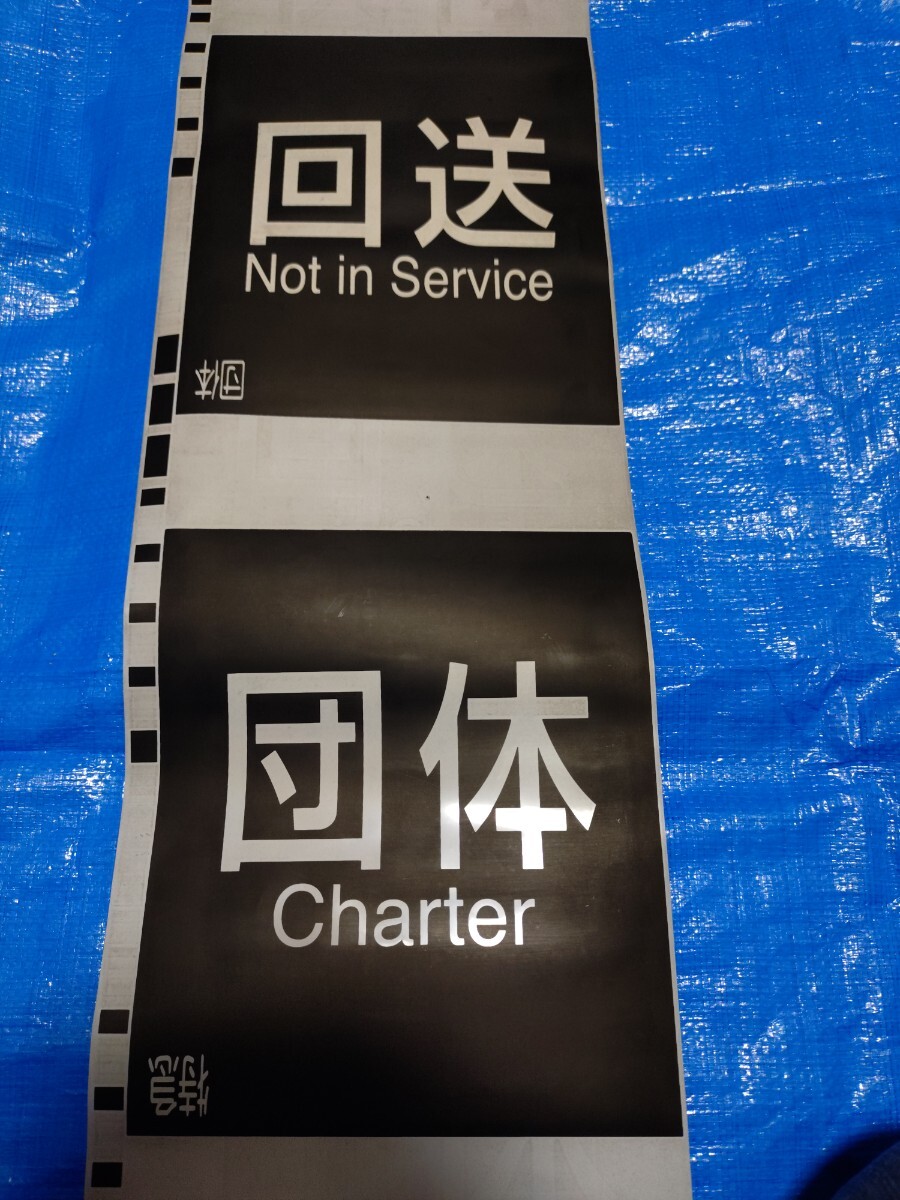 回送
Not in Service
団体
団体
Charter
特急